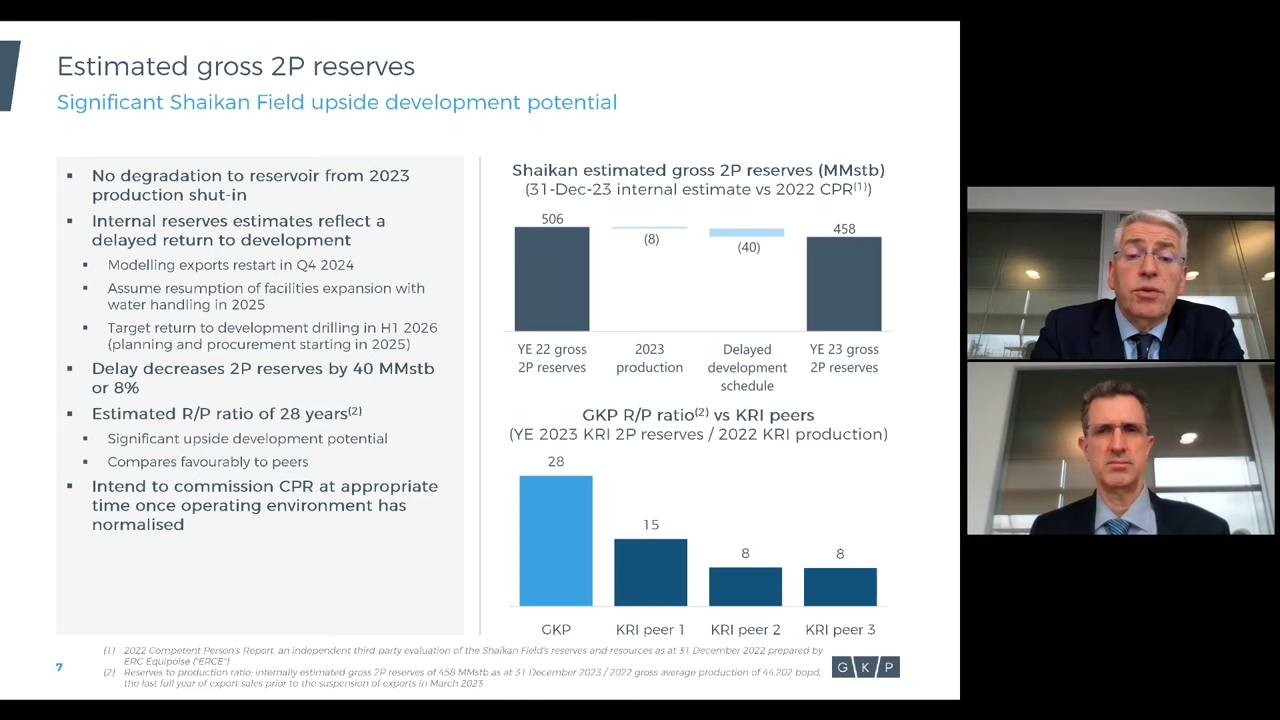 Estimated gross 2P reserves
Significant Shaikan Field upside development potential
▪ No degradation to reservoir from 2023
production shut-in
▪ Internal reserves estimates reflect a
delayed return to development
▪ Modelling exports restart in Q4 2024
▪ Assume resumption of facilities expansion with
water handling in 2025
▪ Target return to development drilling in H1 2026
(planning and procurement starting in 2025)
▪ Delay decreases 2P reserves by 40 MMstb
or 8%
▪ Estimated R/P ratio of 28 years(2)
▪ Significant upside development potential
▪ Compares favourably to peers
▪ Intend to commission CPR at appropriate
time once operating environment has
normalised
Shaikan estimated gross 2P reserves (MMstb)
(31-Dec-23 internal estimate vs 2022 CPR(1))
506
(8)
(40)
458
YE 22 gross
2P reserves
2023
production
Delayed
development
schedule
YE 23 gross
2P reserves
GKP R/P ratio(2) vs KRI peers
(YE 2023 KRI 2P reserves / 2022 KRI production)
28
15
8
8
GKP
KRI peer 1
KRI peer 2
KRI peer 3
(1) 2022 Competent Person's Report: an independent third-party evaluation of the Shaikan Field's reserves and resources as at 31 December 2022 prepared by
ERC Equipoise ("ERCE")
(2) Reserves to production ratio; internally estimated gross 2P reserves of 458 MMstb as at 31 December 2023 / 2022 gross average production of 44,202 bopd,
the last full year of export sales prior to the suspension of exports in March 2023
7
G K P